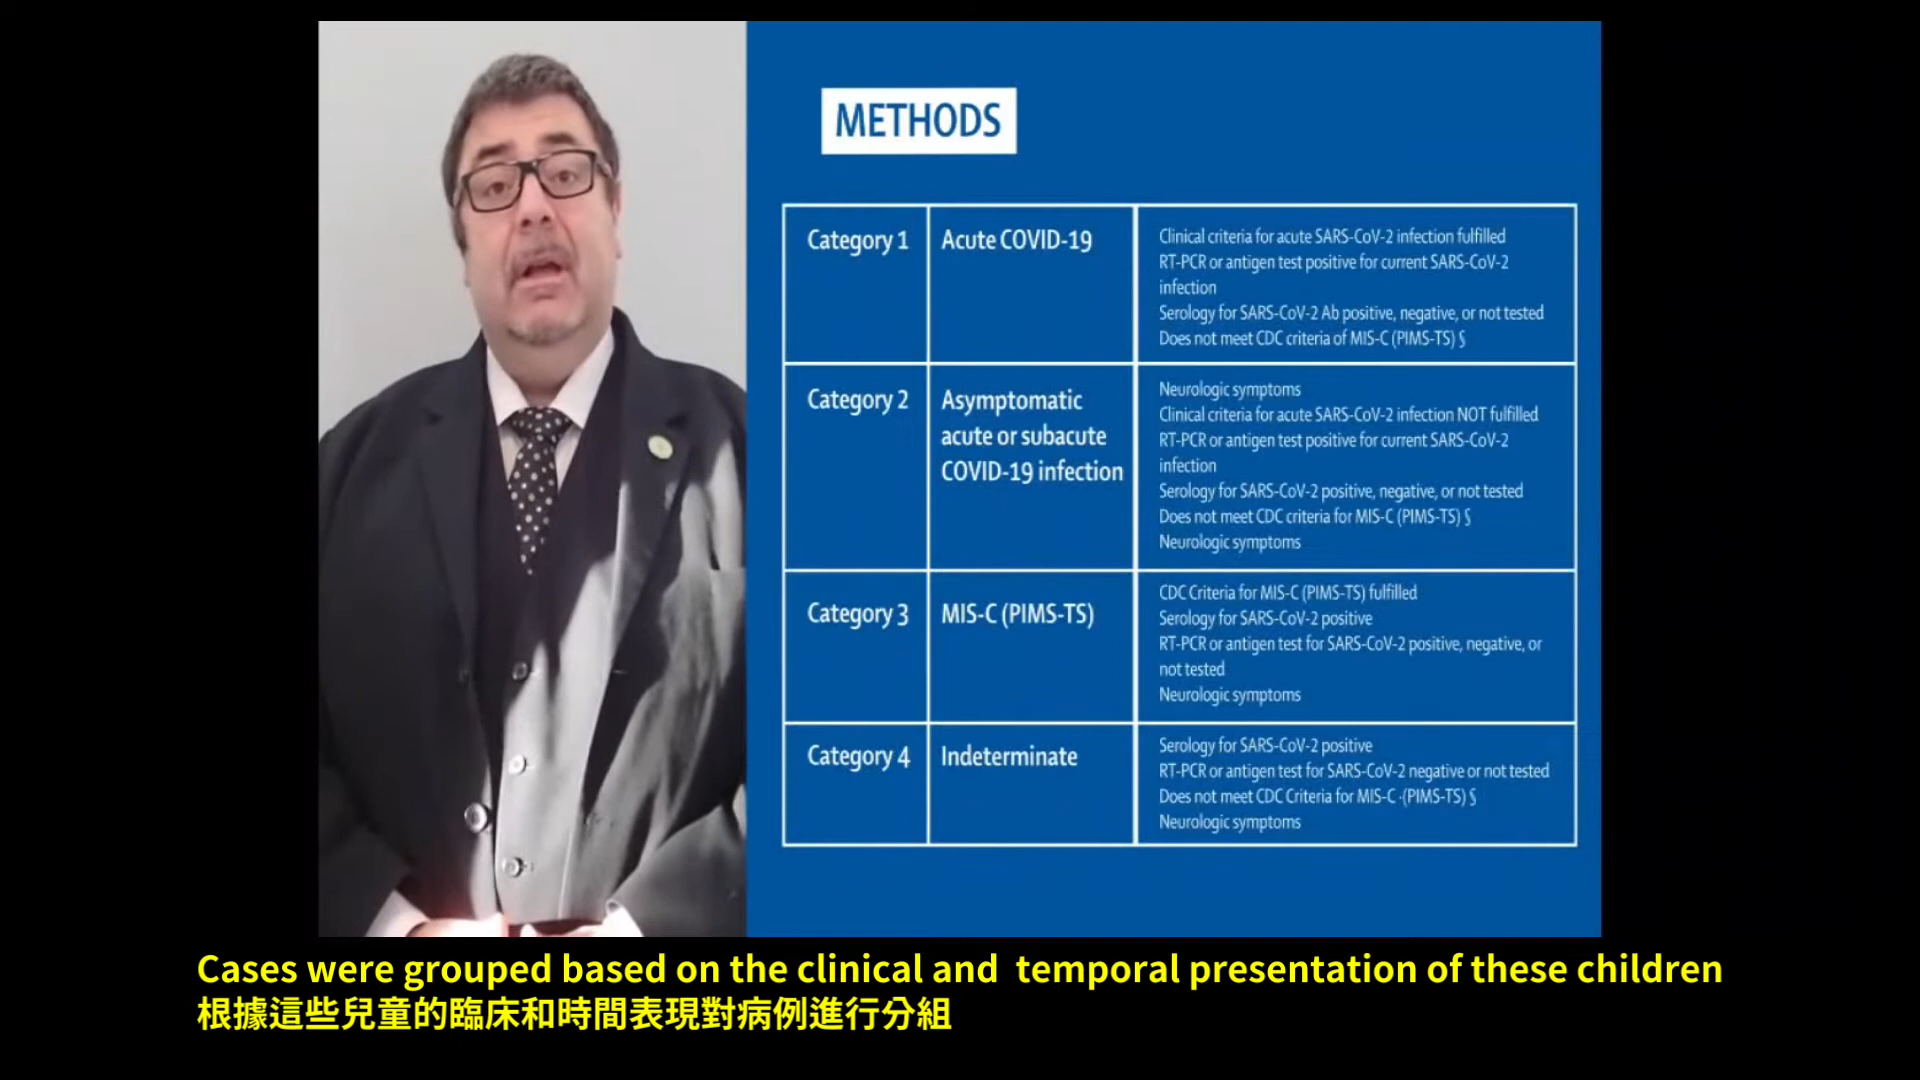 METHODS
Category 1
Acute COVID-19
Clinical criteria for acute SARS-CoV-2 infection fulfilled
RT-PCR or antigen test positive for current SARS-CoV-2
infection
Serology for SARS-CoV-2 Ab positive, negative, or not tested
Does not meet CDC criteria of MIS-C (PIMS-TS) §
Category 2
Asymptomatic
acute or subacute
COVID-19 infection
Neurologic symptoms
Clinical criteria for acute SARS-CoV-2 infection NOT fulfilled
RT-PCR or antigen test positive for current SARS-CoV-2
infection
Serology for SARS-CoV-2 positive, negative, or not tested
Does not meet CDC criteria for MIS-C (PIMS-TS) §
Neurologic symptoms
Category 3
MIS-C (PIMS-TS)
CDC Criteria for MIS-C (PIMS-TS) fulfilled
Serology for SARS-CoV-2 positive
RT-PCR or antigen test for SARS-CoV-2 positive, negative, or
not tested
Neurologic symptoms
Category 4
Indeterminate
Serology for SARS-CoV-2 positive
RT-PCR or antigen test for SARS-CoV-2 negative or not tested
Does not meet CDC Criteria for MIS-C ·(PIMS-TS) §
Neurologic symptoms
Cases were grouped based on the clinical and  temporal presentation of these children
根據這些兒童的臨床和時間表現對病例進行分組